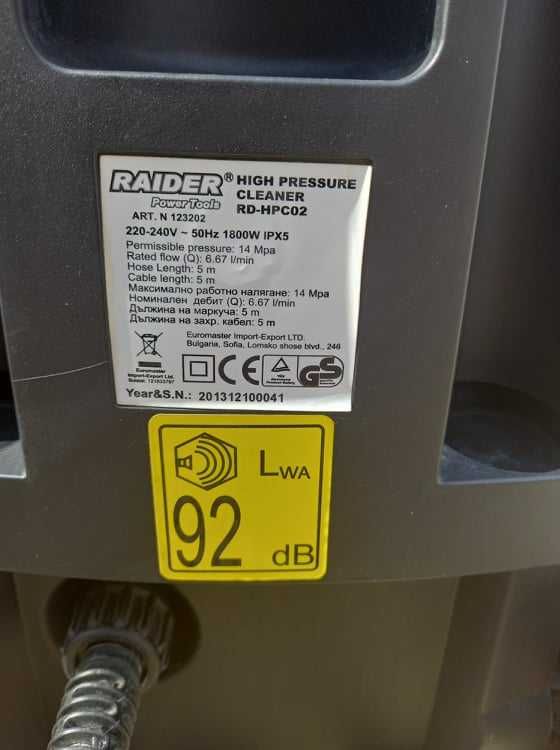 RAIDER® HIGH PRESSURE
Power Tools CLEANER
ART. N 123202 RD-HPC02
220-240V ~ 50Hz 1800W IPX5
Permissible pressure: 14 Mpa
Rated flow (Q): 6.67 l/min
Hose Length: 5 m
Cable length: 5 m
Максимално работно налягане: 14 Mpa
Номинален дебит (Q): 6.67 l/min
Дължина на маркуча: 5 m
Дължина на захр. кабел: 5 m
Euromaster Import-Export LTD.
Bulgaria, Sofia, Lomsko shose blvd., 246
Euromaster
Import-Export Ltd.
CE
GS
Year&S.N.: 201312100041
LWA
92 dB